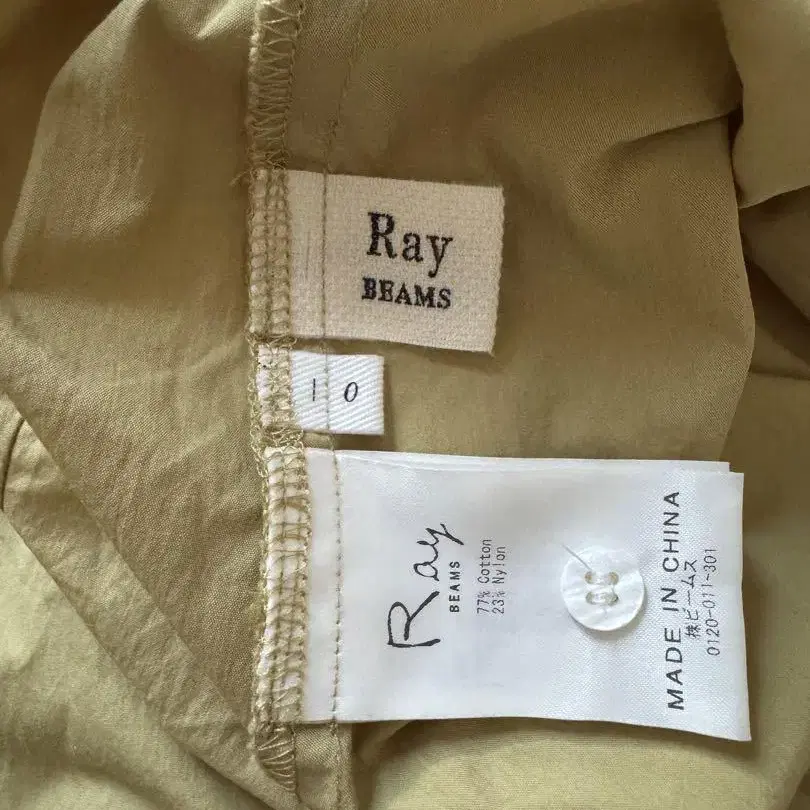 Ray
BEAMS
0
Ray
BEAMS
77% Cotton
23% Nylon
MADE IN CHINA
株ビームス
0120-011-301